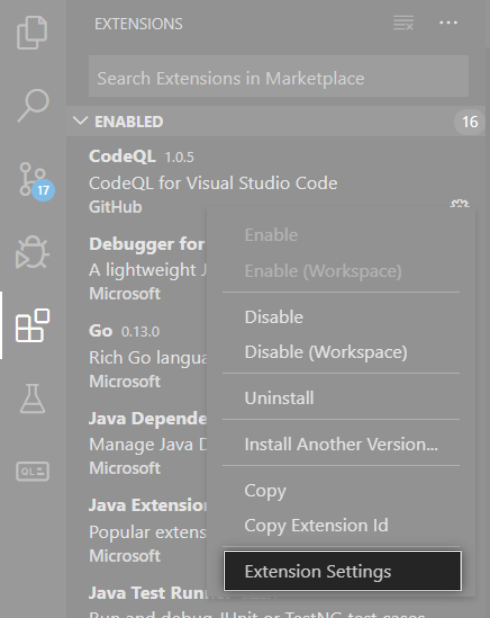 EXTENSIONS
Search Extensions in Marketplace
ENABLED 16
CodeQL 1.0.5
CodeQL for Visual Studio Code
17
GitHub
Enable
Debugger for
A lightweight
Enable (Workspace)
Microsoft
Disable
Go 0.13.0
Rich Go langua
Disable (Workspace)
Microsoft
Uninstall
Java Depende
Manage Java D
Install Another Version...
Microsoft
QL
Copy
Java Extension
Popular extens
Copy Extension Id
Microsoft
Extension Settings
Java Test Run
Run and debug JUnit or TestNG test cases